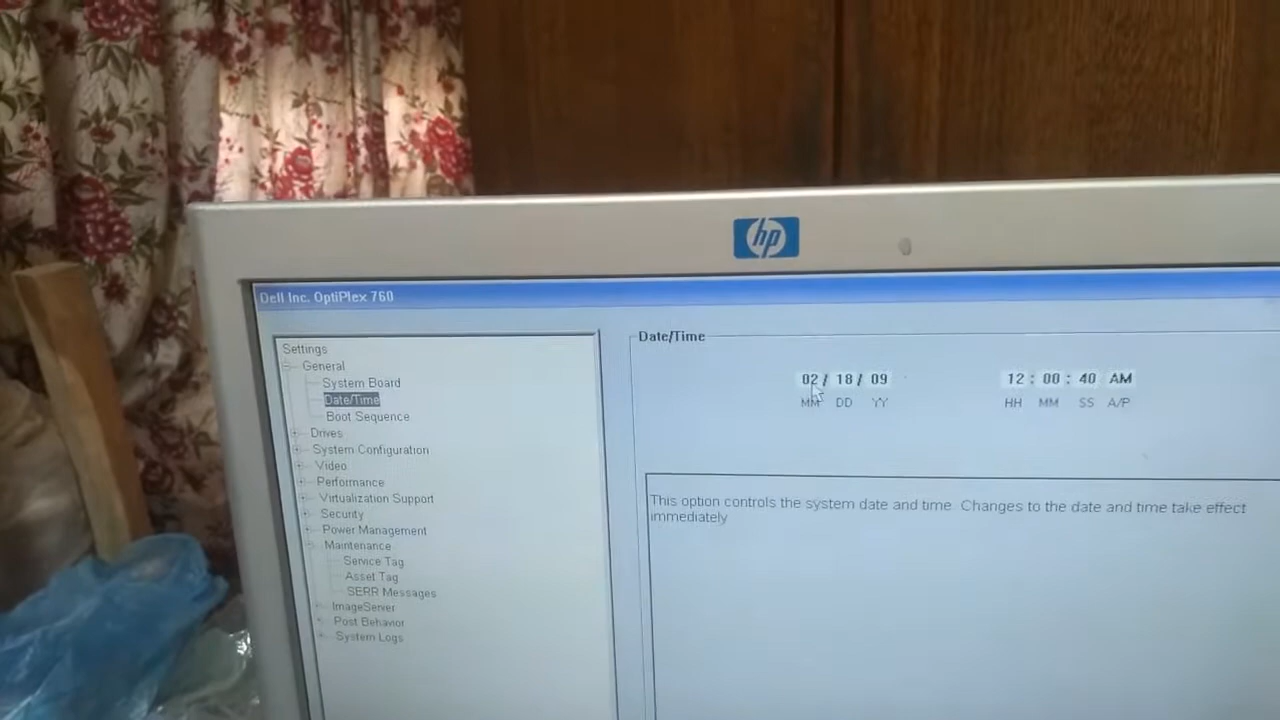 hp
Dell Inc. OptiPlex 760
Settings
General
System Board
Date/Time
Boot Sequence
Drives
System Configuration
Video
Performance
Virtualization Support
Security
Power Management
Maintenance
Service Tag
Asset Tag
SERR Messages
ImageServer
Post Behavior
System Logs
Date/Time
02 / 18 / 09 12 : 00 : 40 AM
MM DD YY HH MM SS A/P
This option controls the system date and time. Changes to the date and time take effect
immediately